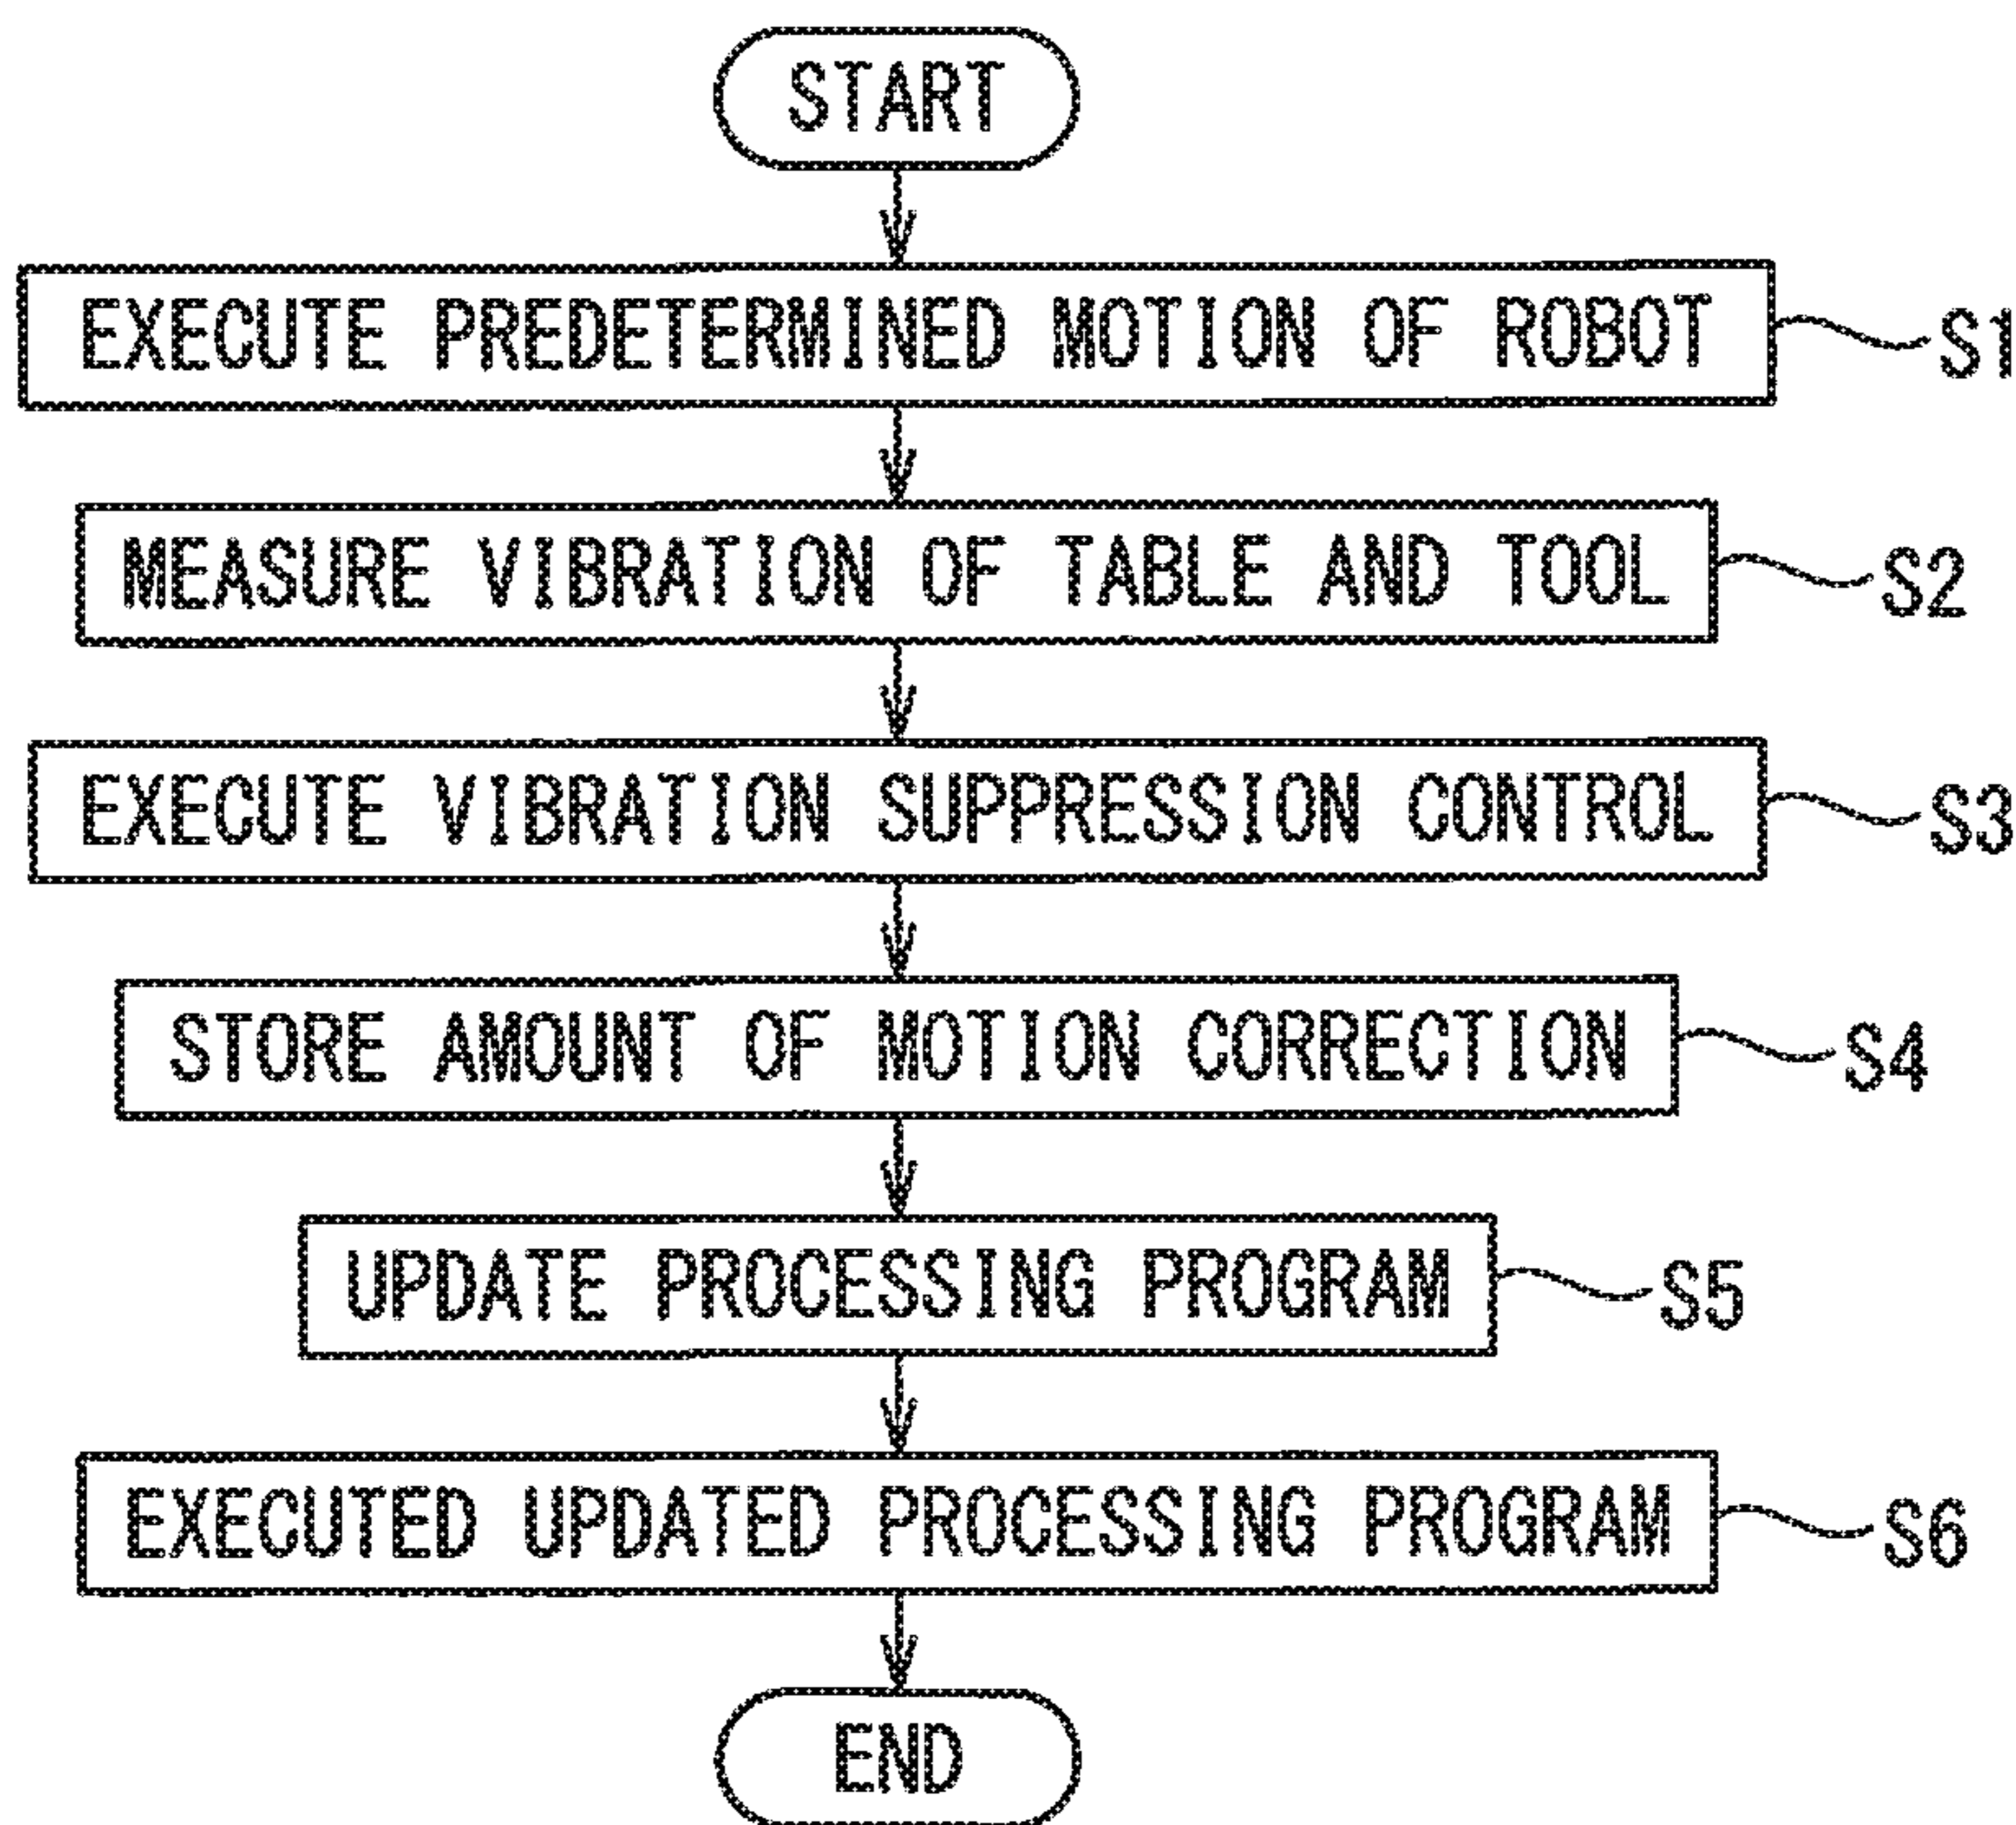 START
EXECUTE PREDETERMINED MOTION OF ROBOT
S1
MEASURE VIBRATION OF TABLE AND TOOL
S2
EXECUTE VIBRATION SUPPRESSION CONTROL
S3
STORE AMOUNT OF MOTION CORRECTION
S4
UPDATE PROCESSING PROGRAM
S5
EXECUTED UPDATED PROCESSING PROGRAM
S6
END